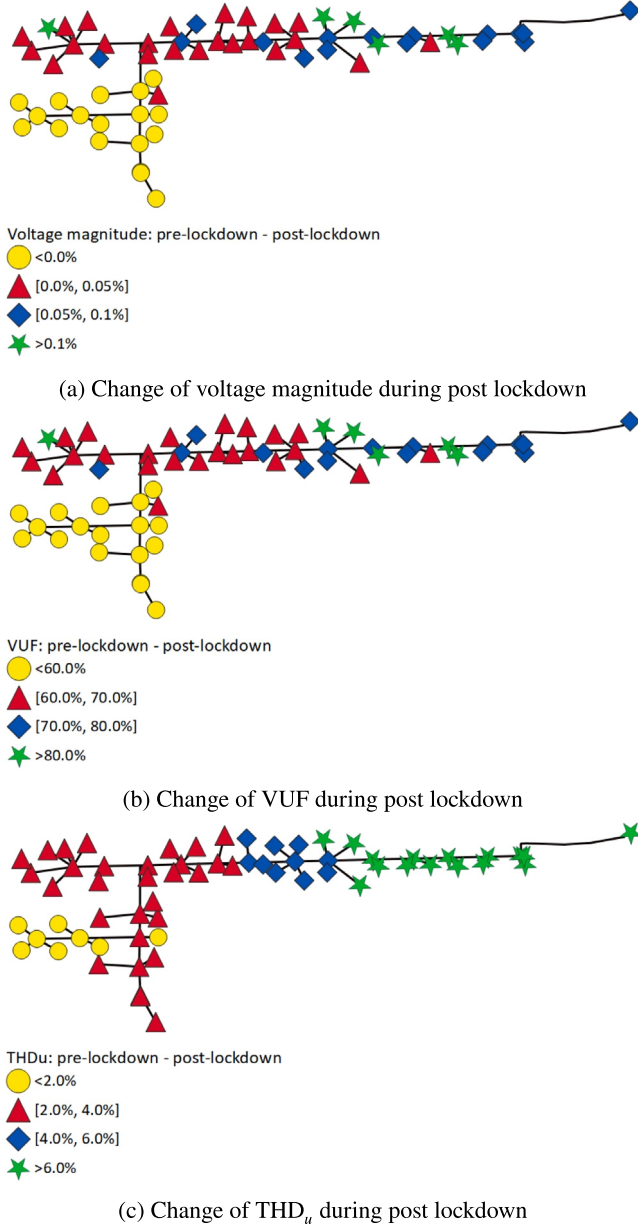 Voltage magnitude: pre-lockdown - post-lockdown
<0.0%
[0.0%, 0.05%]
[0.05%, 0.1%]
>0.1%
(a) Change of voltage magnitude during post lockdown
VUF: pre-lockdown - post-lockdown
<60.0%
[60.0%, 70.0%]
[70.0%, 80.0%]
>80.0%
(b) Change of VUF during post lockdown
THDu: pre-lockdown - post-lockdown
<2.0%
[2.0%, 4.0%]
[4.0%, 6.0%]
>6.0%
(c) Change of THDu during post lockdown